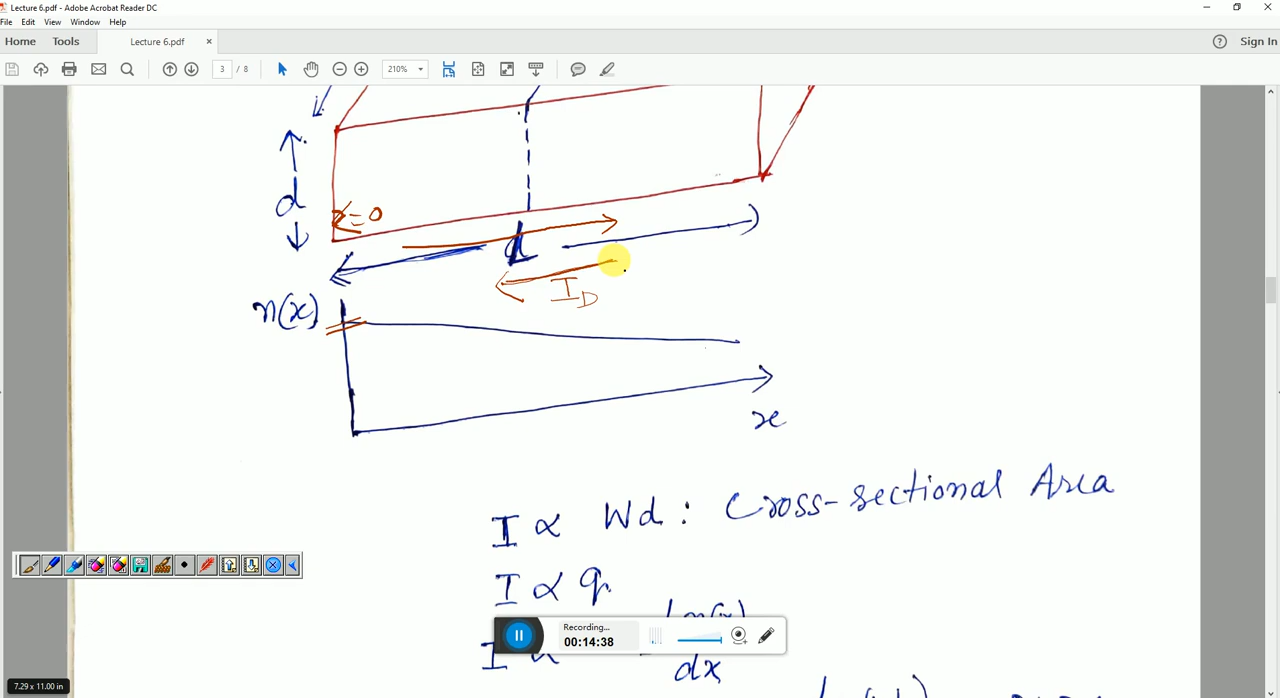 Lecture 6.pdf - Adobe Acrobat Reader DC
File Edit View Window Help
Home Tools Lecture 6.pdf × ? Sign In
3 / 8 210%
d
x=0
d
I_D
n(x)
x
I ∝ Wd : Cross-sectional Area
I ∝ q
Recording...
00:14:38
I ∝
dx
7.29 x 11.00 in